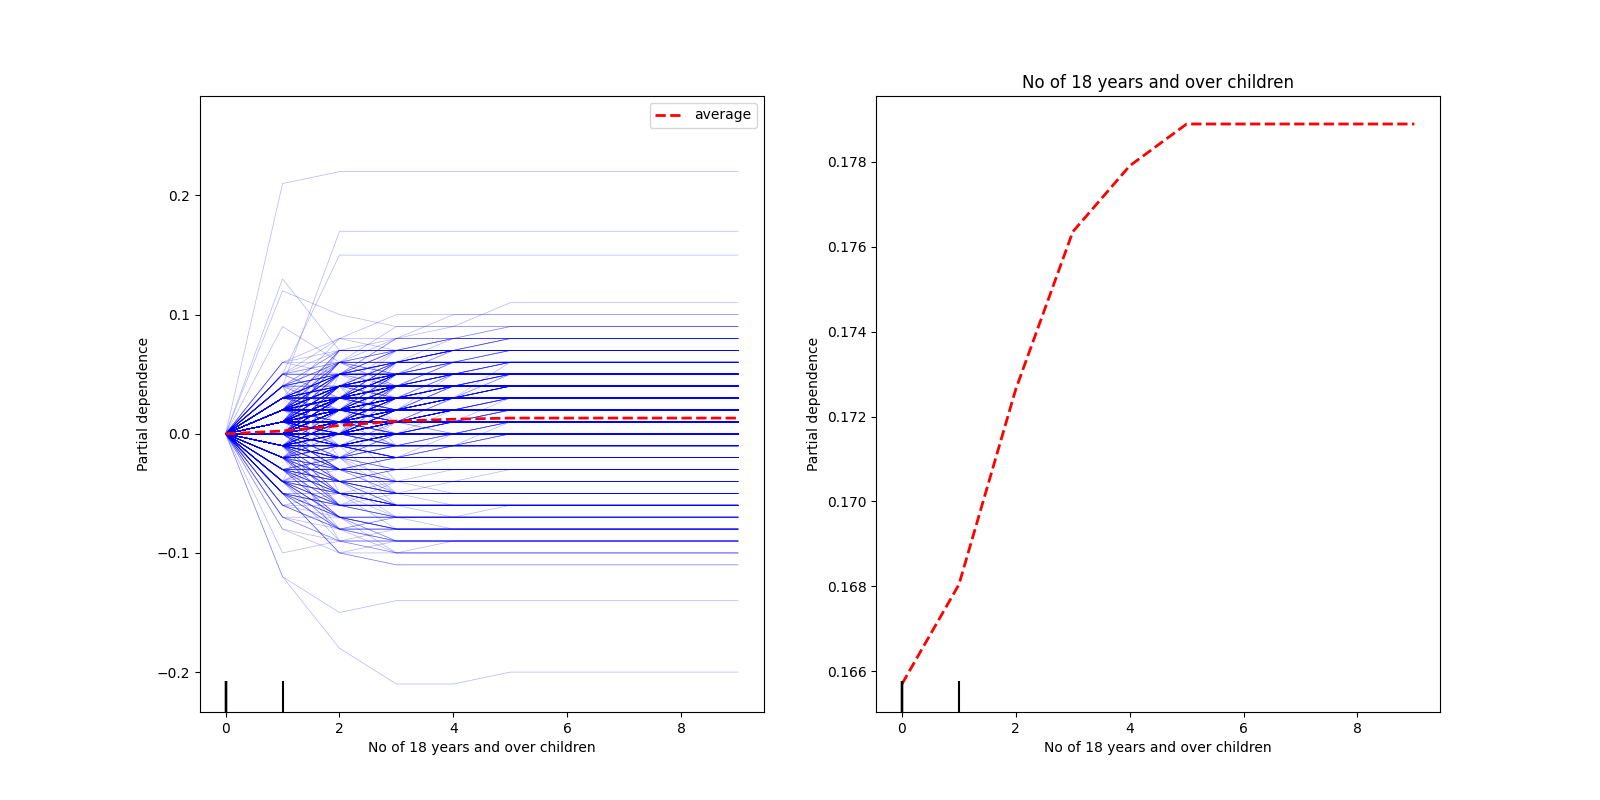 average
0.2
0.1
0.0
−0.1
−0.2
Partial dependence
0 2 4 6 8
No of 18 years and over children
No of 18 years and over children
0.178
0.176
0.174
0.172
0.170
0.168
0.166
Partial dependence
0 2 4 6 8
No of 18 years and over children